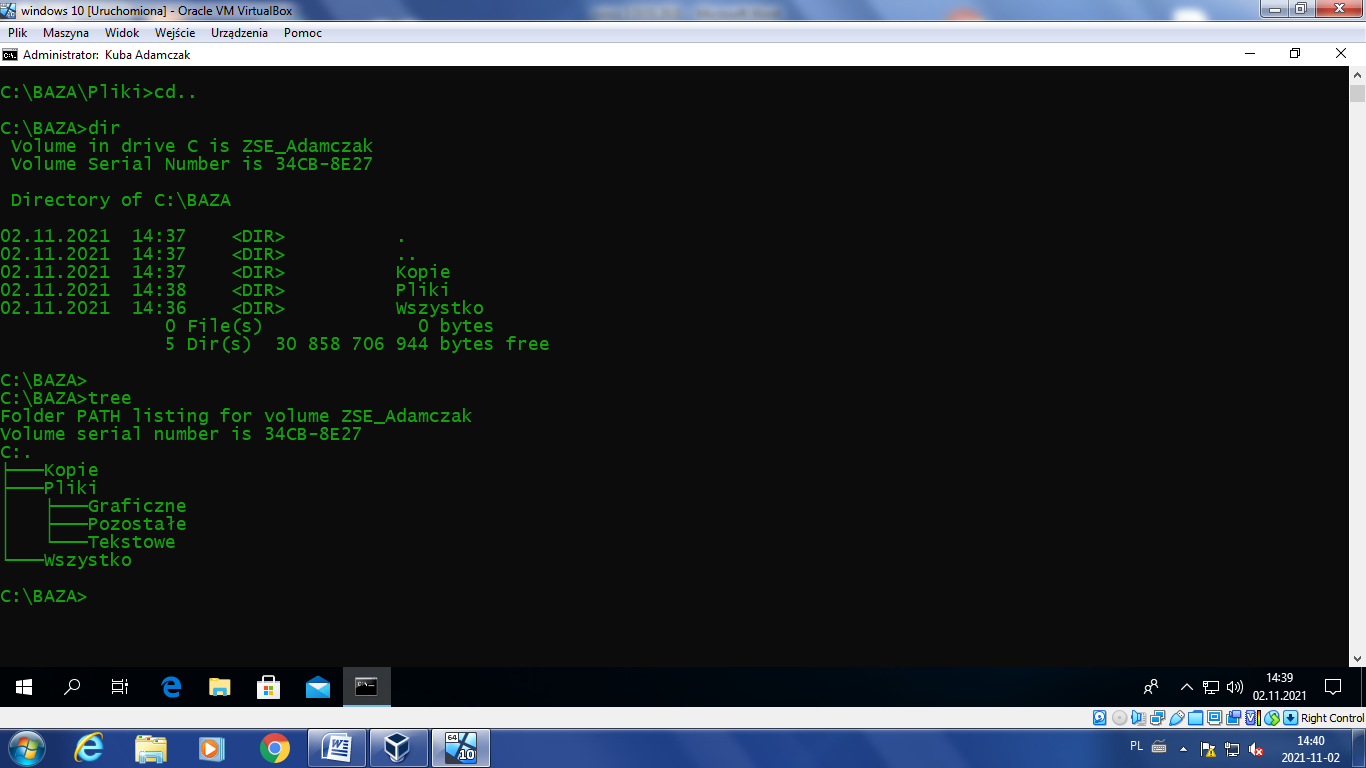 windows 10 [Uruchomiona] - Oracle VM VirtualBox
Plik Maszyna Widok Wejście Urządzenia Pomoc
Administrator: Kuba Adamczak
C:\BAZA\Pliki>cd..
C:\BAZA>dir
Volume in drive C is ZSE_Adamczak
Volume Serial Number is 34CB-8E27
Directory of C:\BAZA
02.11.2021 14:37 <DIR> .
02.11.2021 14:37 <DIR> ..
02.11.2021 14:37 <DIR> Kopie
02.11.2021 14:38 <DIR> Pliki
02.11.2021 14:36 <DIR> Wszystko
0 File(s) 0 bytes
5 Dir(s) 30 858 706 944 bytes free
C:\BAZA>
C:\BAZA>tree
Folder PATH listing for volume ZSE_Adamczak
Volume serial number is 34CB-8E27
C:.
├───Kopie
├───Pliki
│   ├───Graficzne
│   ├───Pozostałe
│   └───Tekstowe
└───Wszystko
C:\BAZA>
14:39
02.11.2021
Right Control
64
10
PL
14:40
2021-11-02